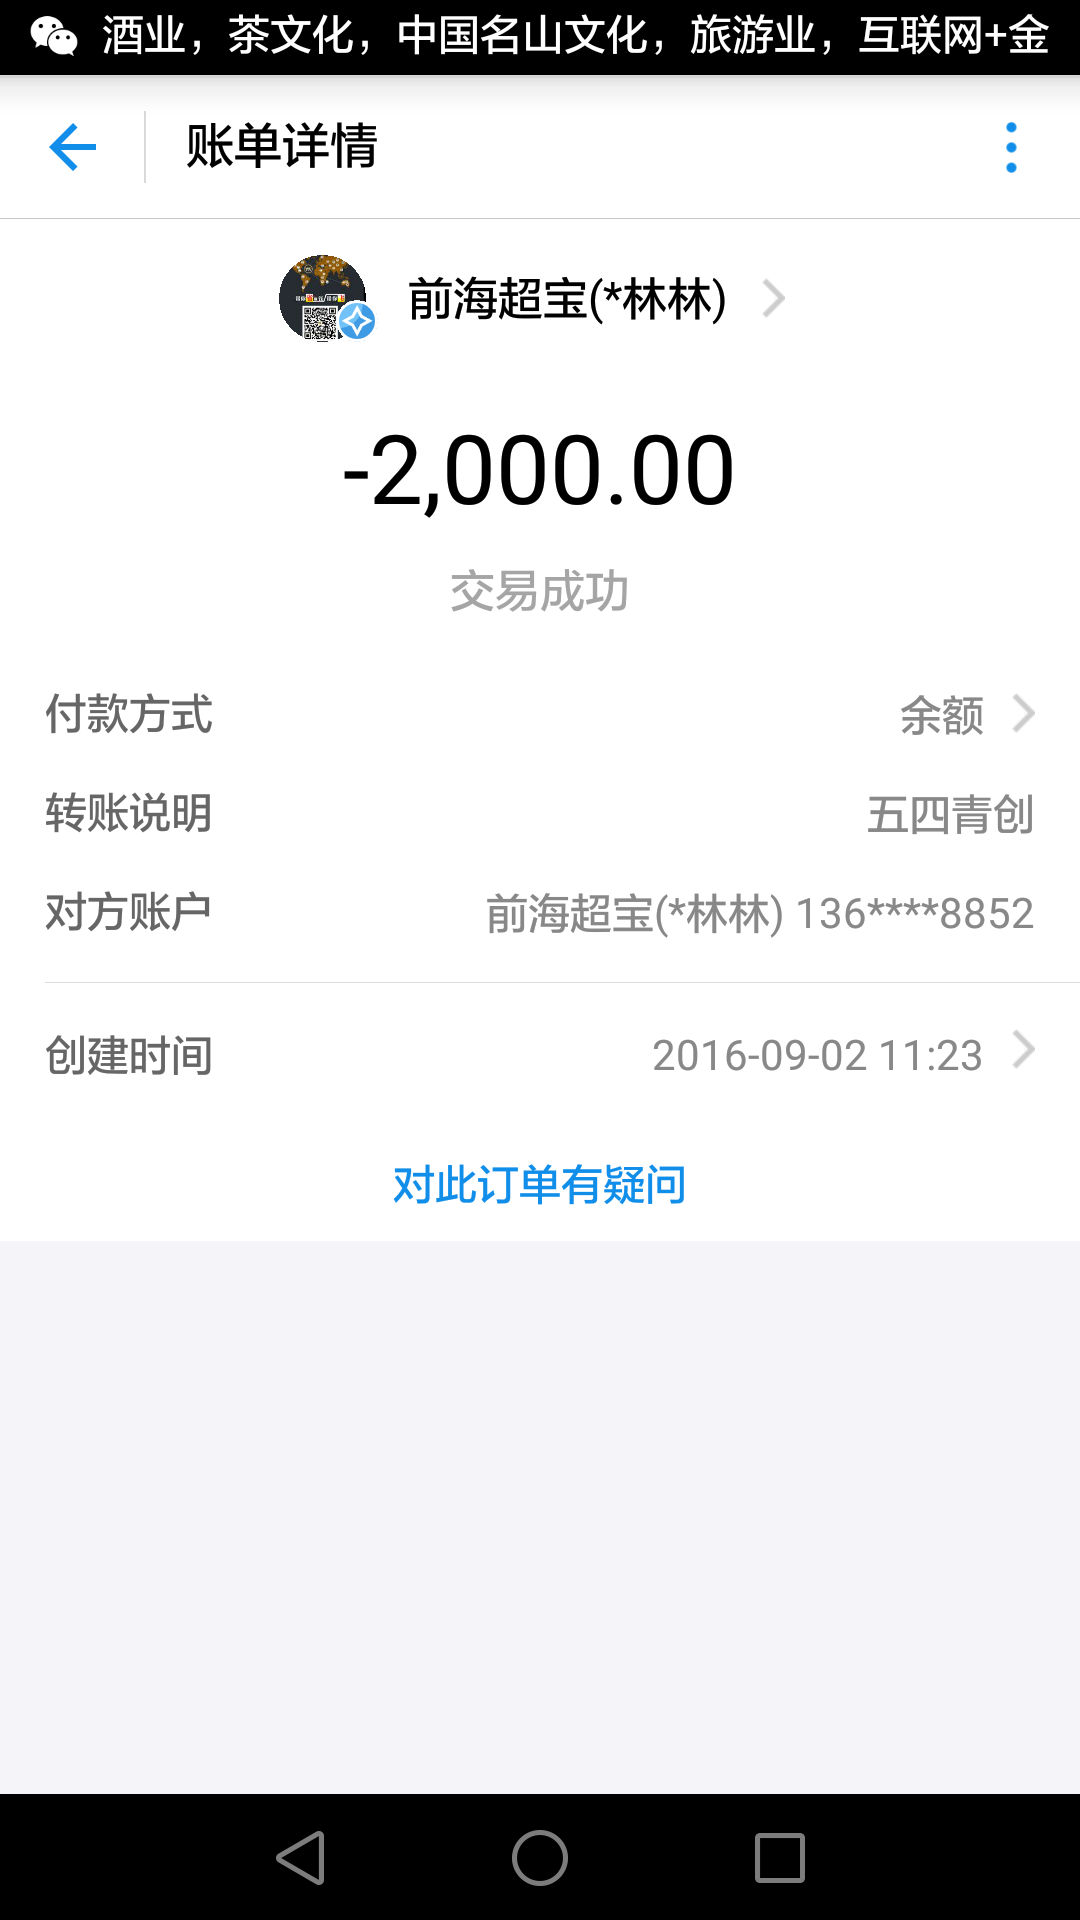 酒业，茶文化，中国名山文化，旅游业，互联网+金
账单详情
前海超宝(*林林)
-2,000.00
交易成功
付款方式 余额
转账说明 五四青创
对方账户 前海超宝(*林林) 136****8852
创建时间 2016-09-02 11:23
对此订单有疑问